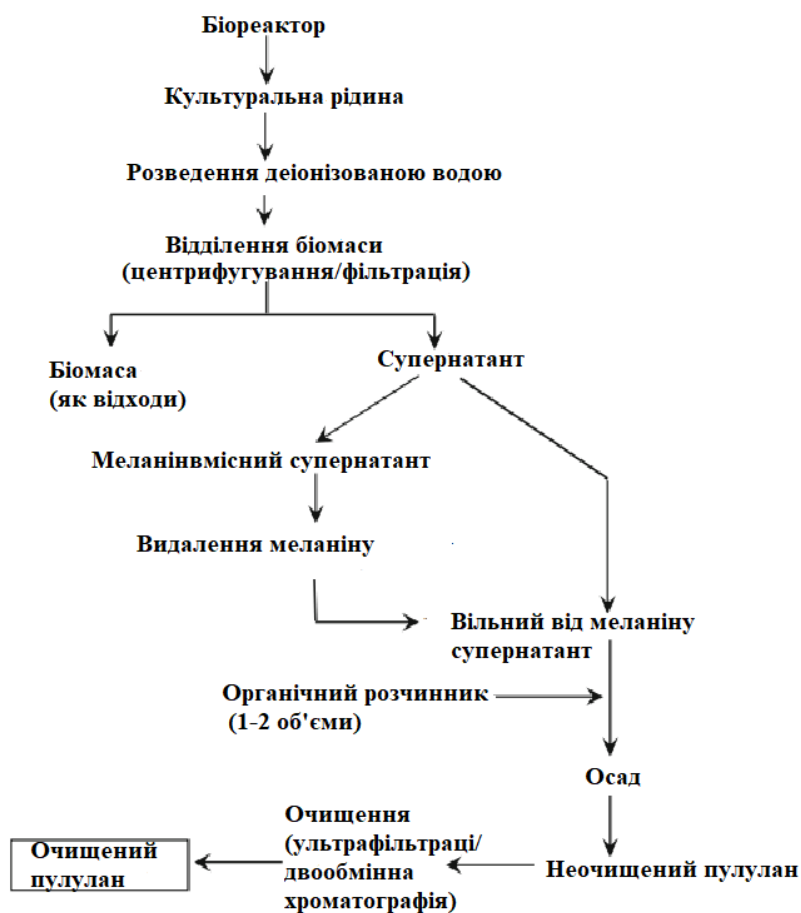 Біореактор
Культуральна рідина
Розведення деіонізованою водою
Відділення біомаси
(центрифугування/фільтрація)
Біомаса
(як відходи)
Супернатант
Меланінвмісний супернатант
Видалення меланіну
Вільний від меланіну
супернатант
Органічний розчинник
(1-2 об'єми)
Осад
Неочищений пулулан
Очищення
(ультрафільтраці/
двообмінна
хроматографія)
Очищений
пулулан